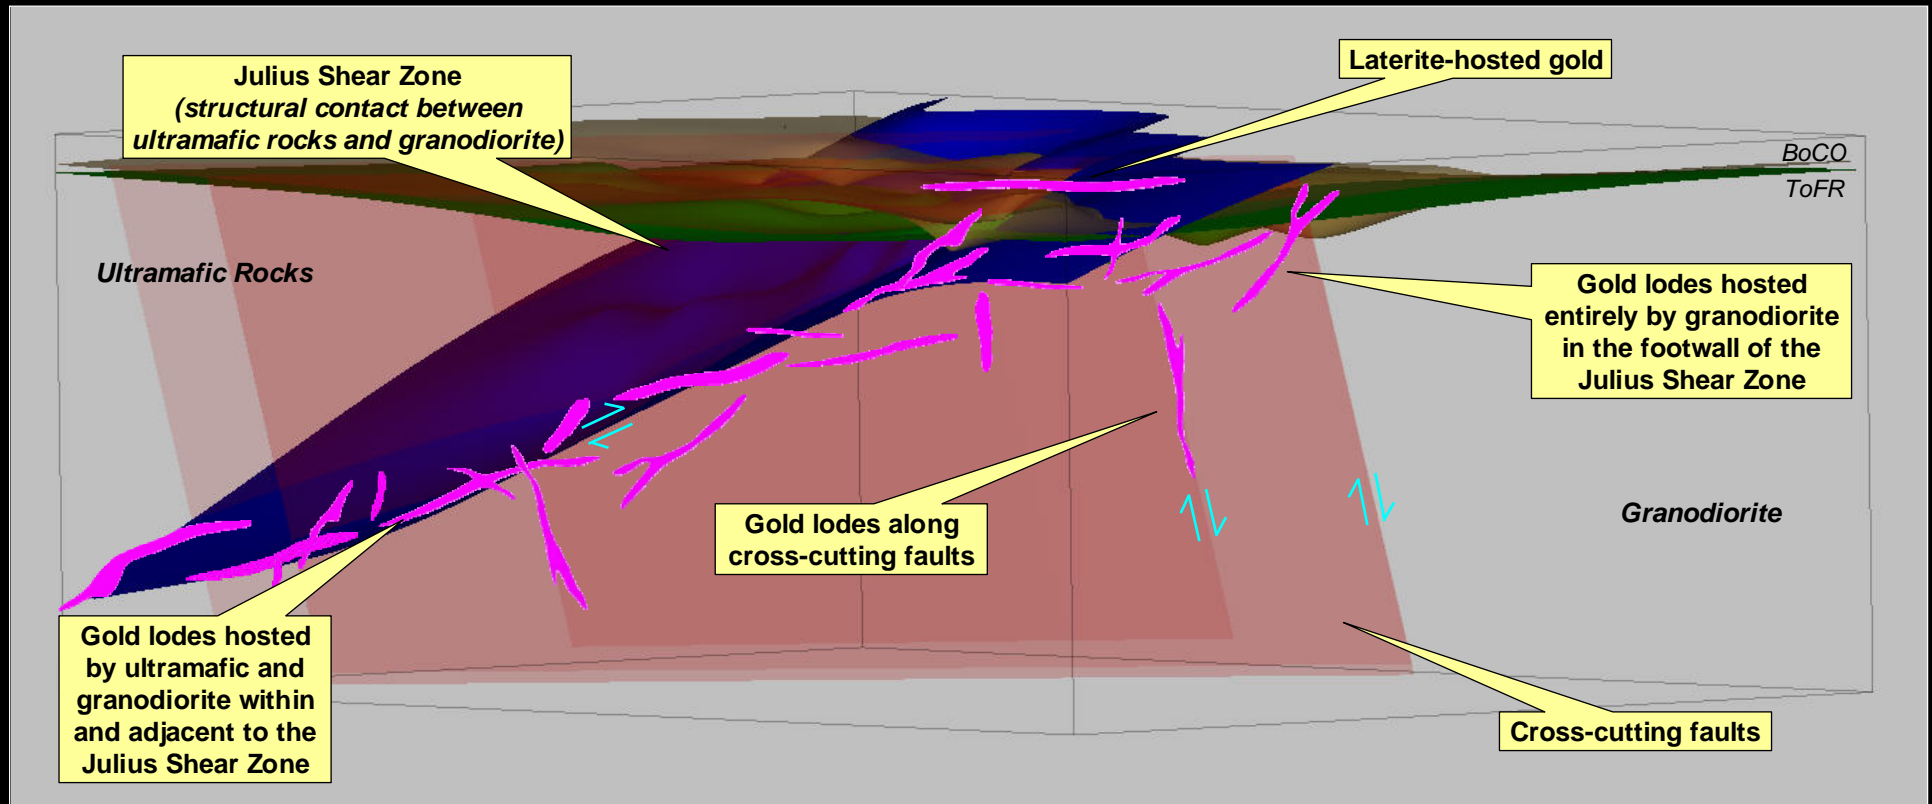 Julius Shear Zone
(structural contact between
ultramafic rocks and granodiorite)
Laterite-hosted gold
BoCO
ToFR
Ultramafic Rocks
Gold lodes hosted
entirely by granodiorite
in the footwall of the
Julius Shear Zone
Gold lodes along
cross-cutting faults
Granodiorite
Gold lodes hosted
by ultramafic and
granodiorite within
and adjacent to the
Julius Shear Zone
Cross-cutting faults